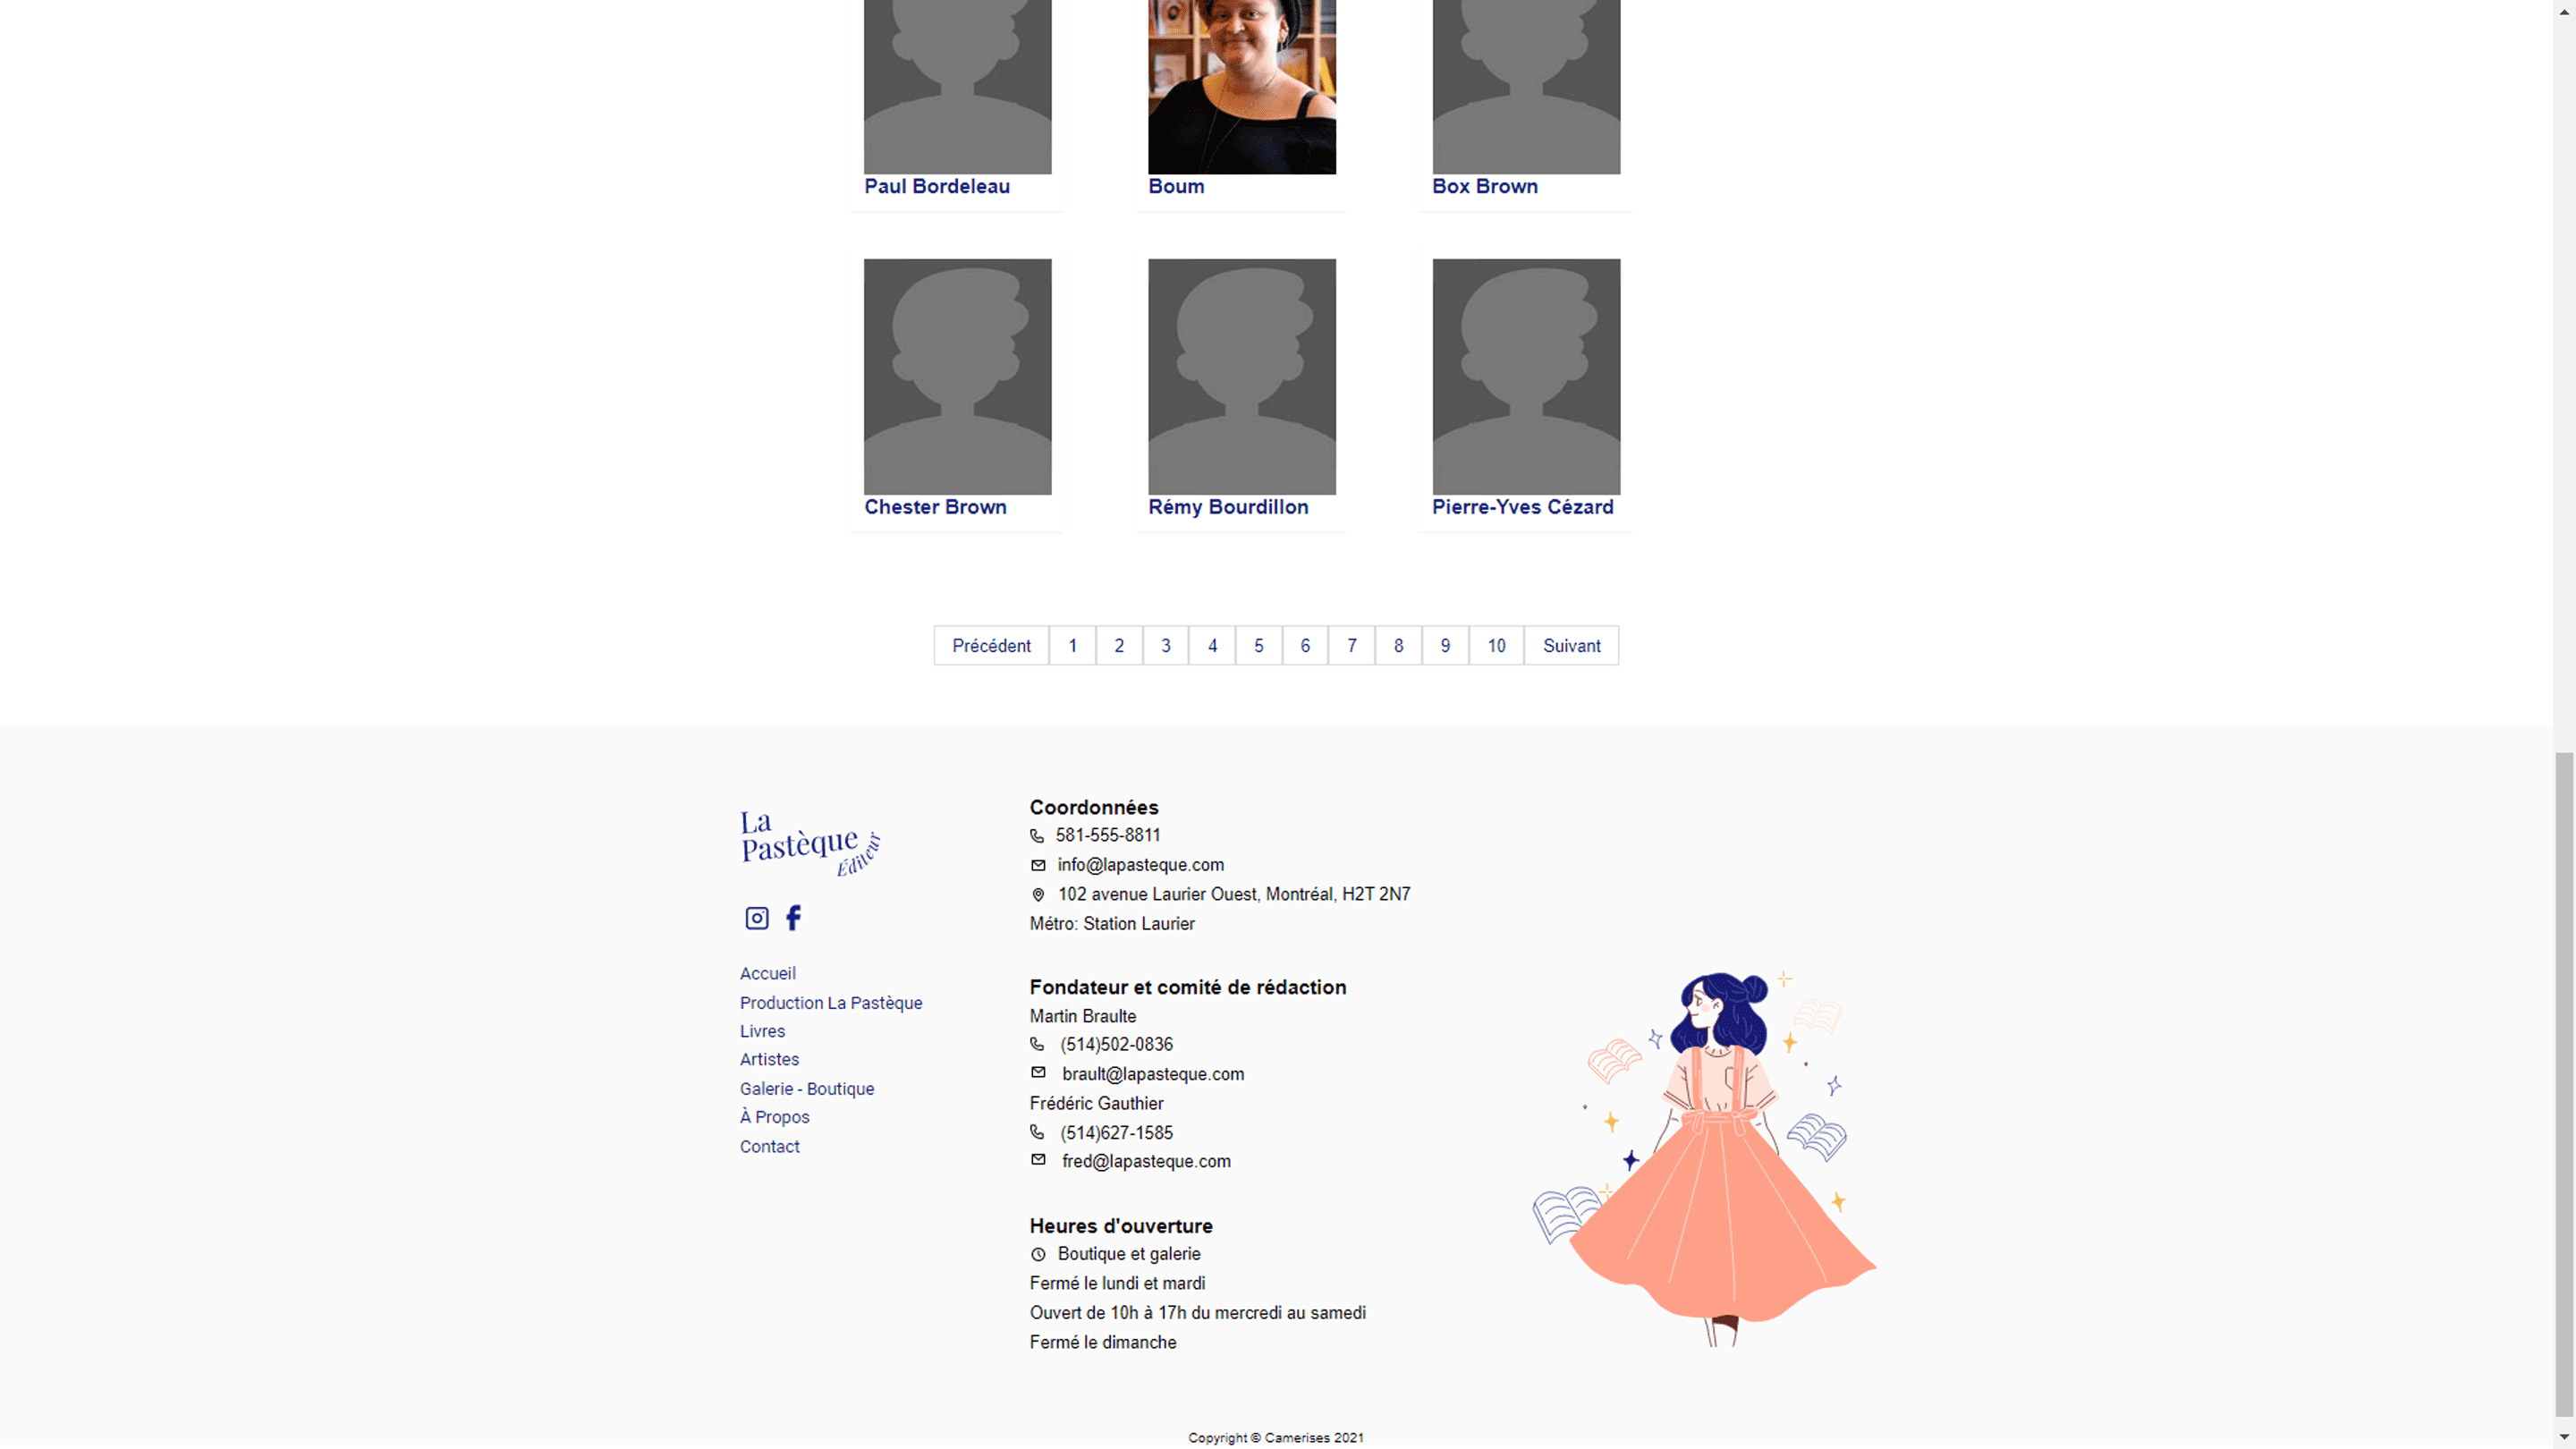 Paul Bordeleau
Boum
Box Brown
Chester Brown
Rémy Bourdillon
Pierre-Yves Cézard
Précédent 1 2 3 4 5 6 7 8 9 10 Suivant
La
Pastèque
Éditeur
Accueil
Production La Pastèque
Livres
Artistes
Galerie - Boutique
À Propos
Contact
Coordonnées
581-555-8811
info@lapasteque.com
102 avenue Laurier Ouest, Montréal, H2T 2N7
Métro: Station Laurier
Fondateur et comité de rédaction
Martin Braulte
(514)502-0836
brault@lapasteque.com
Frédéric Gauthier
(514)627-1585
fred@lapasteque.com
Heures d'ouverture
Boutique et galerie
Fermé le lundi et mardi
Ouvert de 10h à 17h du mercredi au samedi
Fermé le dimanche
Copyright © Camerises 2021